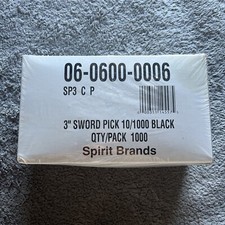 06-0600-0006
SP3 C P
3" SWORD PICK 10/1000 BLACK
QTY/PACK 1000
Spirit Brands